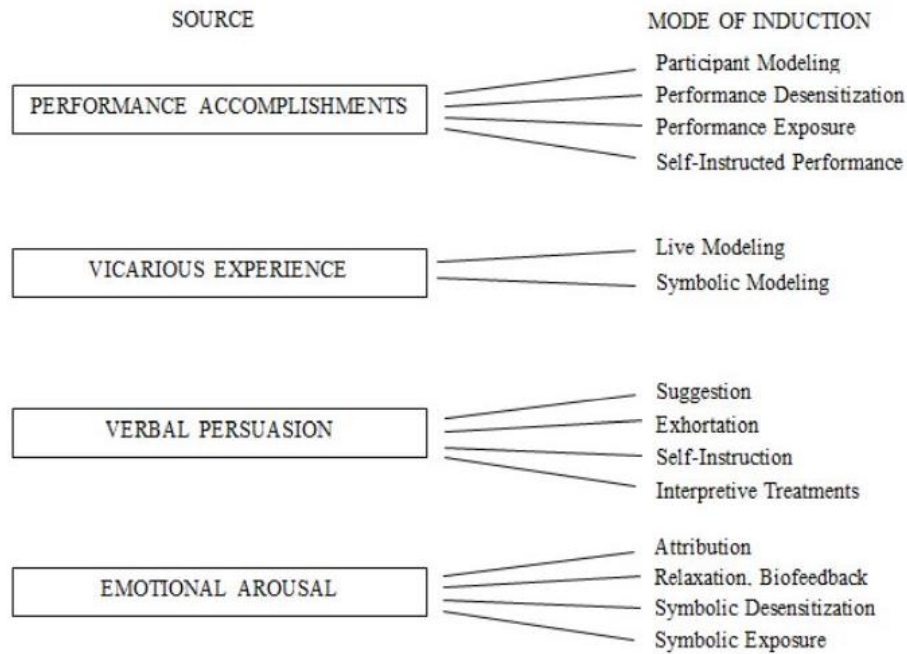 SOURCE
MODE OF INDUCTION
PERFORMANCE ACCOMPLISHMENTS
Participant Modeling
Performance Desensitization
Performance Exposure
Self-Instructed Performance
VICARIOUS EXPERIENCE
Live Modeling
Symbolic Modeling
VERBAL PERSUASION
Suggestion
Exhortation
Self-Instruction
Interpretive Treatments
EMOTIONAL AROUSAL
Attribution
Relaxation. Biofeedback
Symbolic Desensitization
Symbolic Exposure